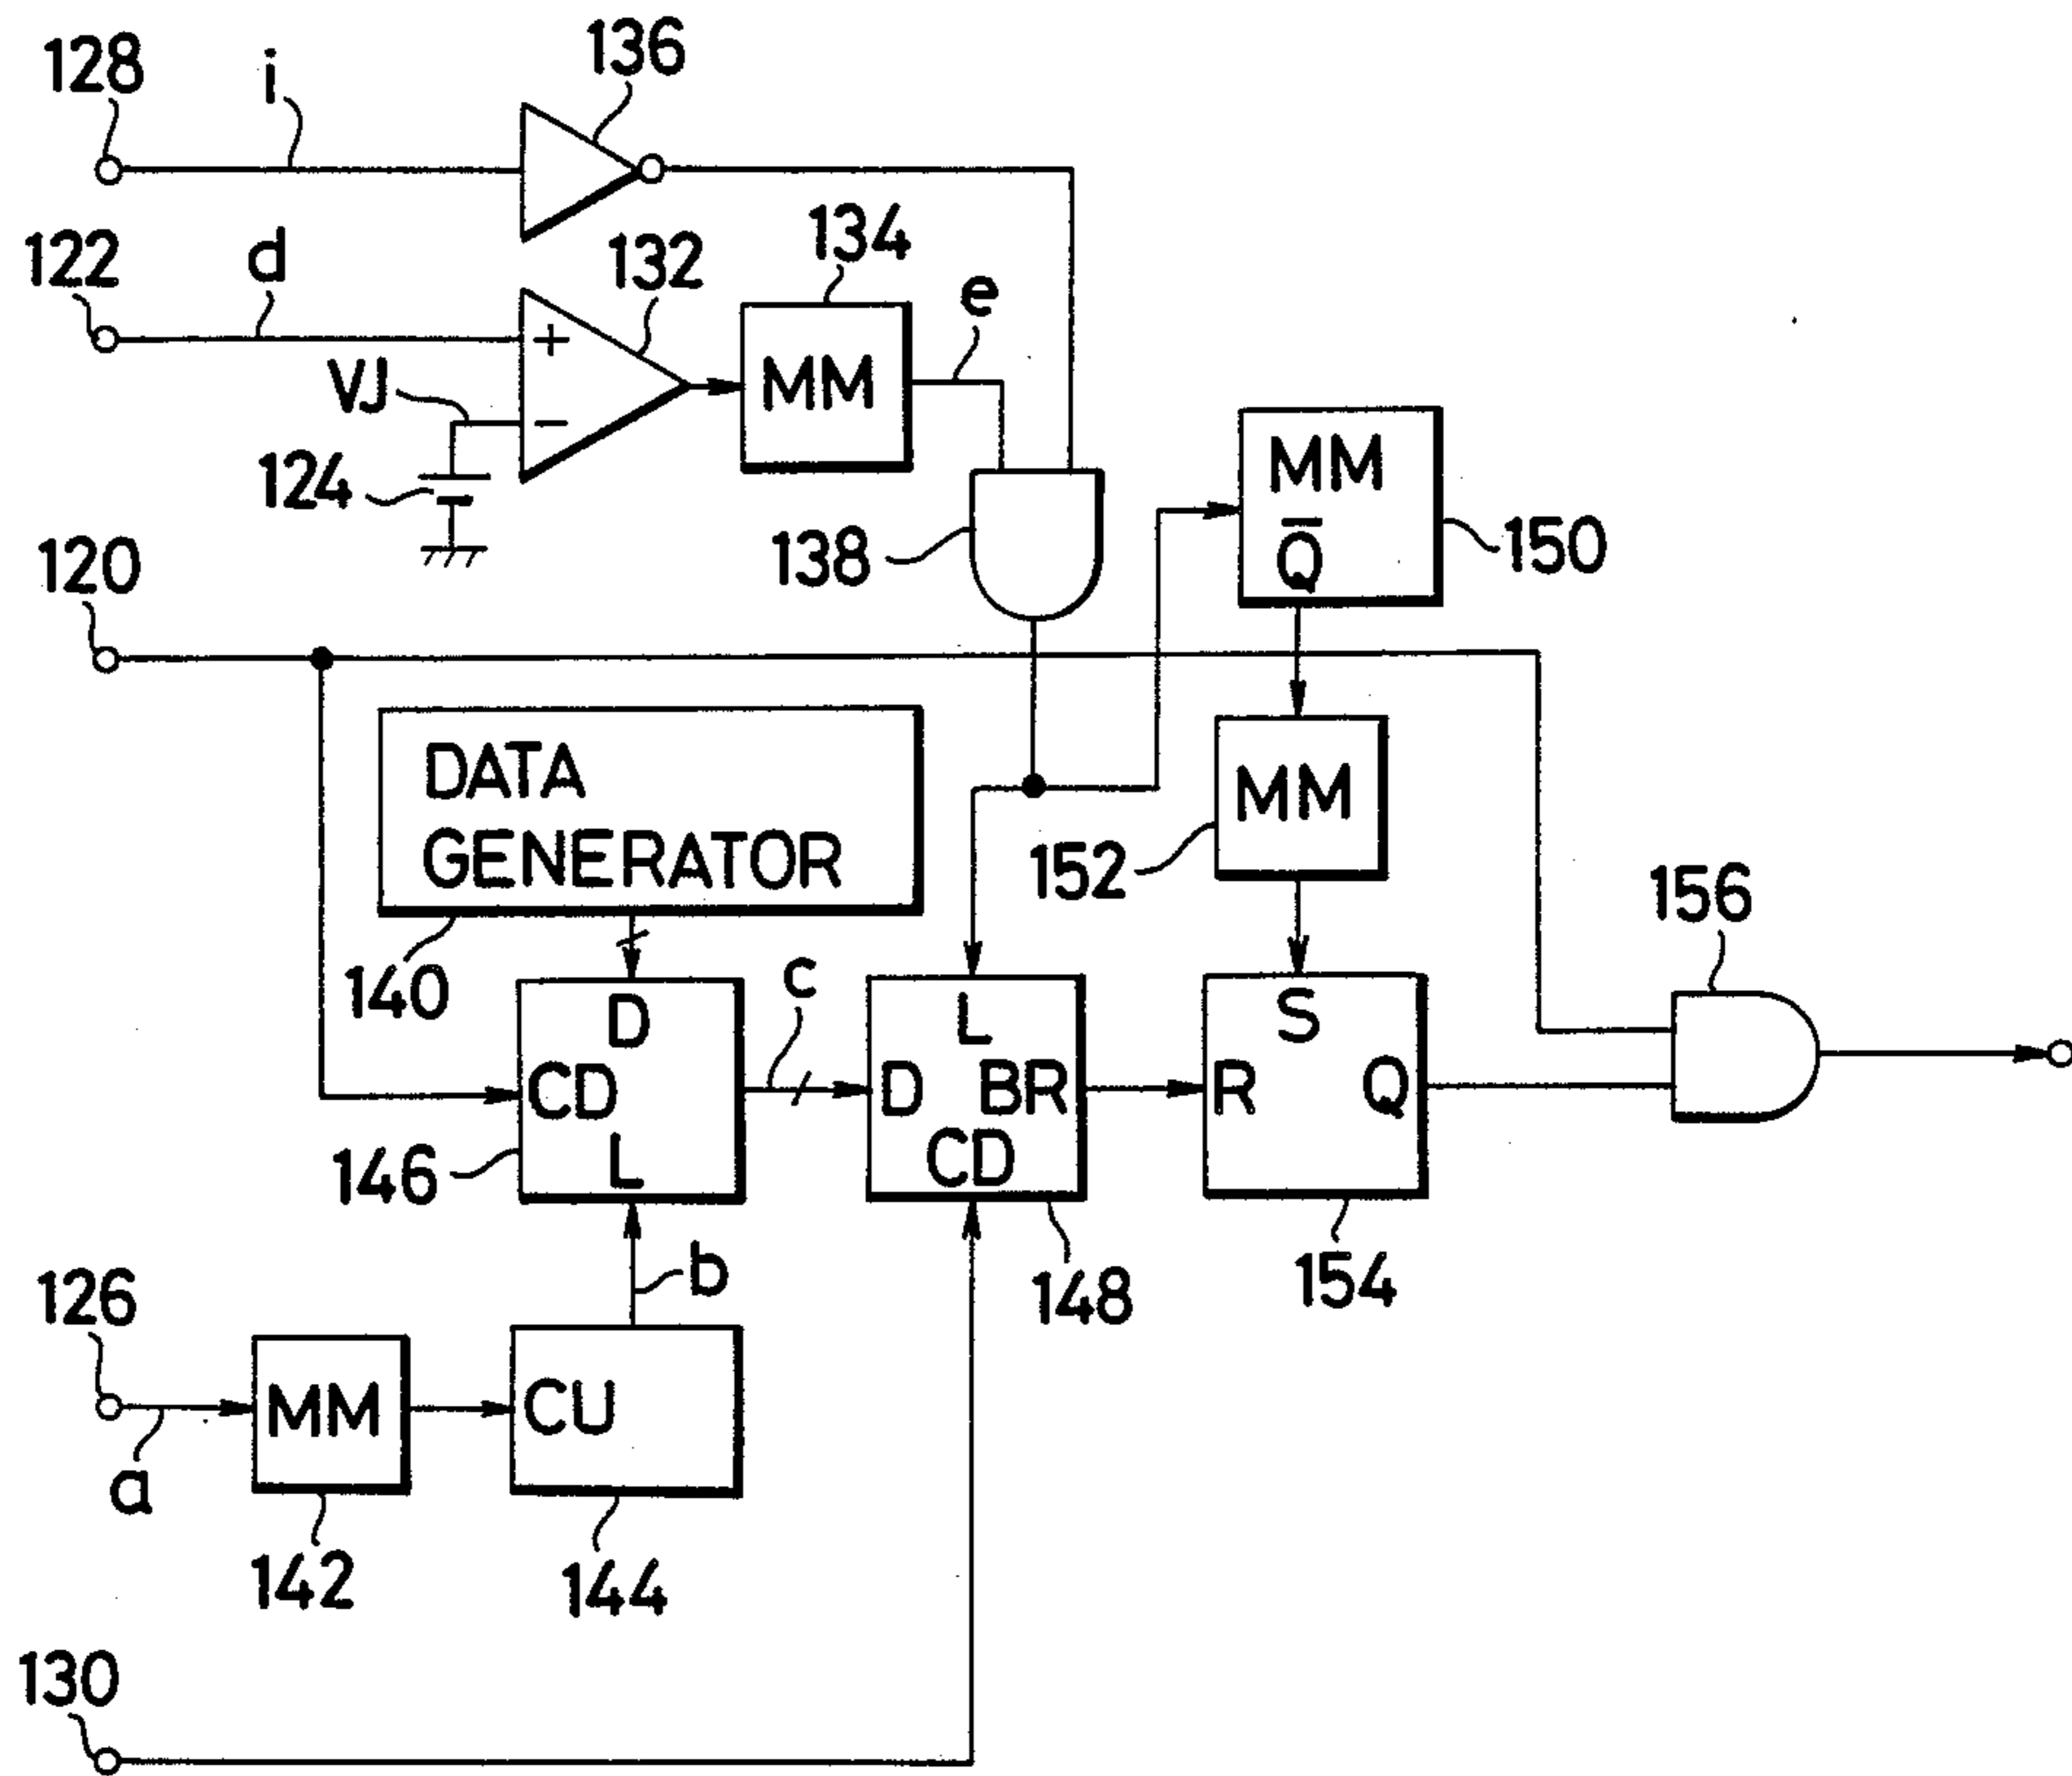 128
i
136
122
d
132
134
e
VJ
+
−
MM
124
138
MM
Q̅
150
120
DATA
GENERATOR
MM
152
156
140
D
c
L
S
CD
D
BR
R
Q
146
L
CD
b
148
154
126
MM
CU
a
142
144
130